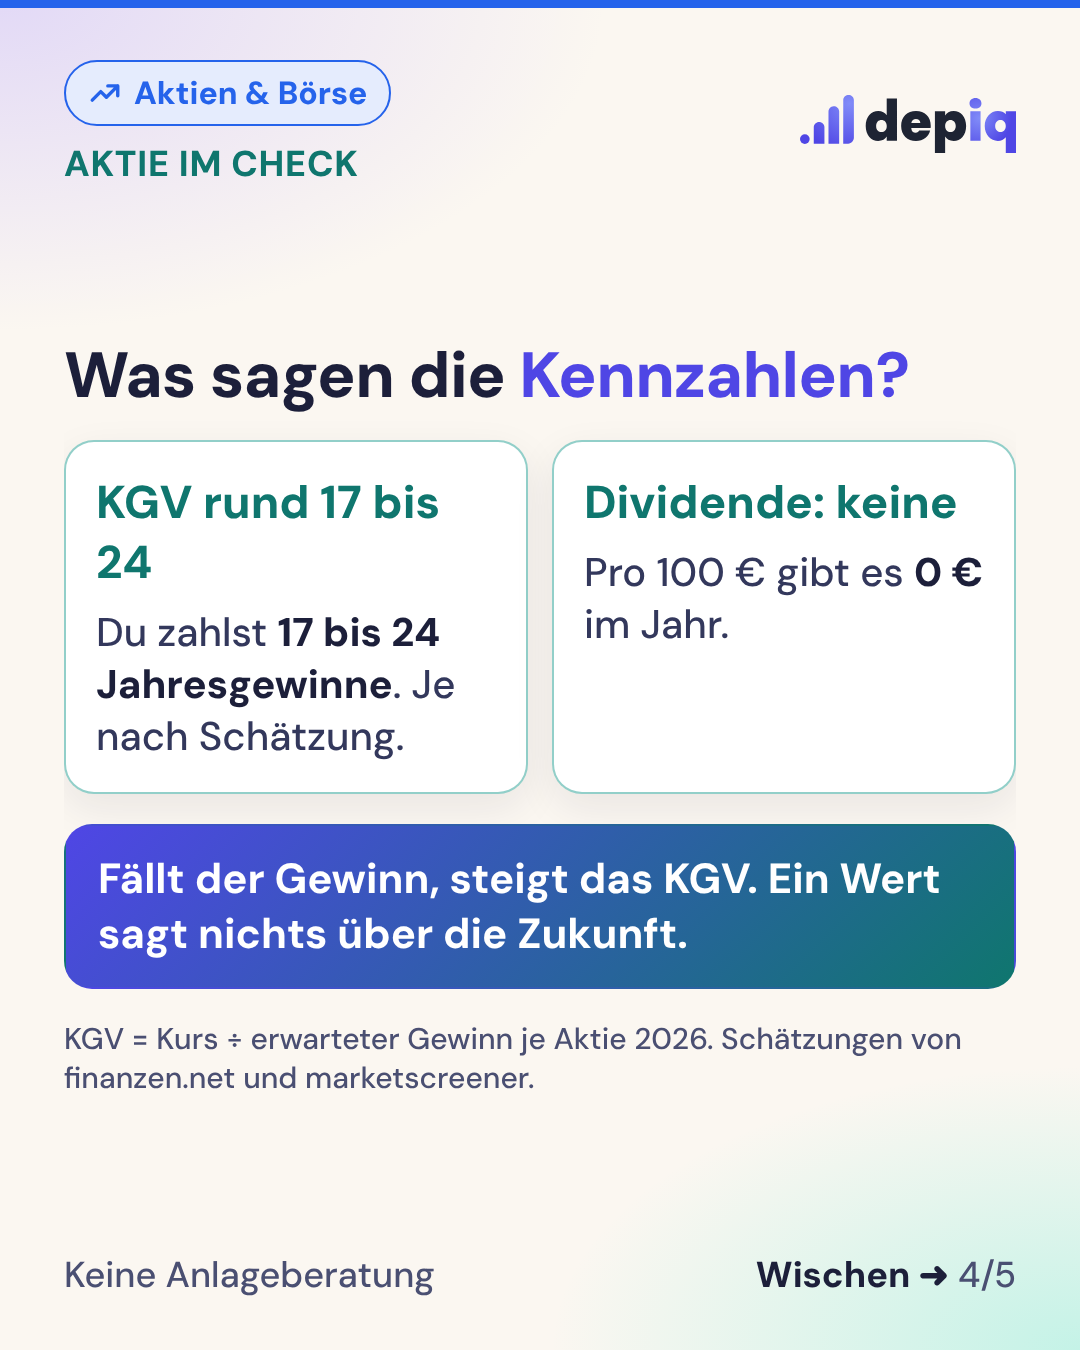 Aktien & Börse
AKTIE IM CHECK
depiq
Was sagen die Kennzahlen?
KGV rund 17 bis
24
Du zahlst 17 bis 24
Jahresgewinne. Je
nach Schätzung.
Dividende: keine
Pro 100 € gibt es 0 €
im Jahr.
Fällt der Gewinn, steigt das KGV. Ein Wert
sagt nichts über die Zukunft.
KGV = Kurs ÷ erwarteter Gewinn je Aktie 2026. Schätzungen von
finanzen.net und marketscreener.
Keine Anlageberatung
Wischen ➜ 4/5